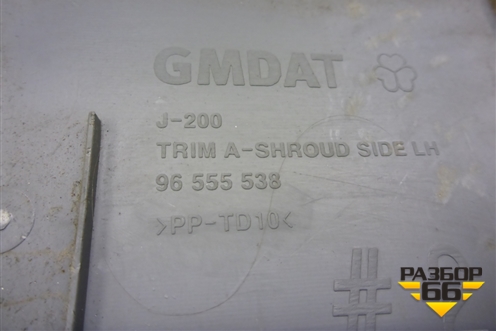 GMDAT
J-200
TRIM A-SHROUD SIDE LH
96 555 538
>PP-TD10<
#
РАЗБОР
66